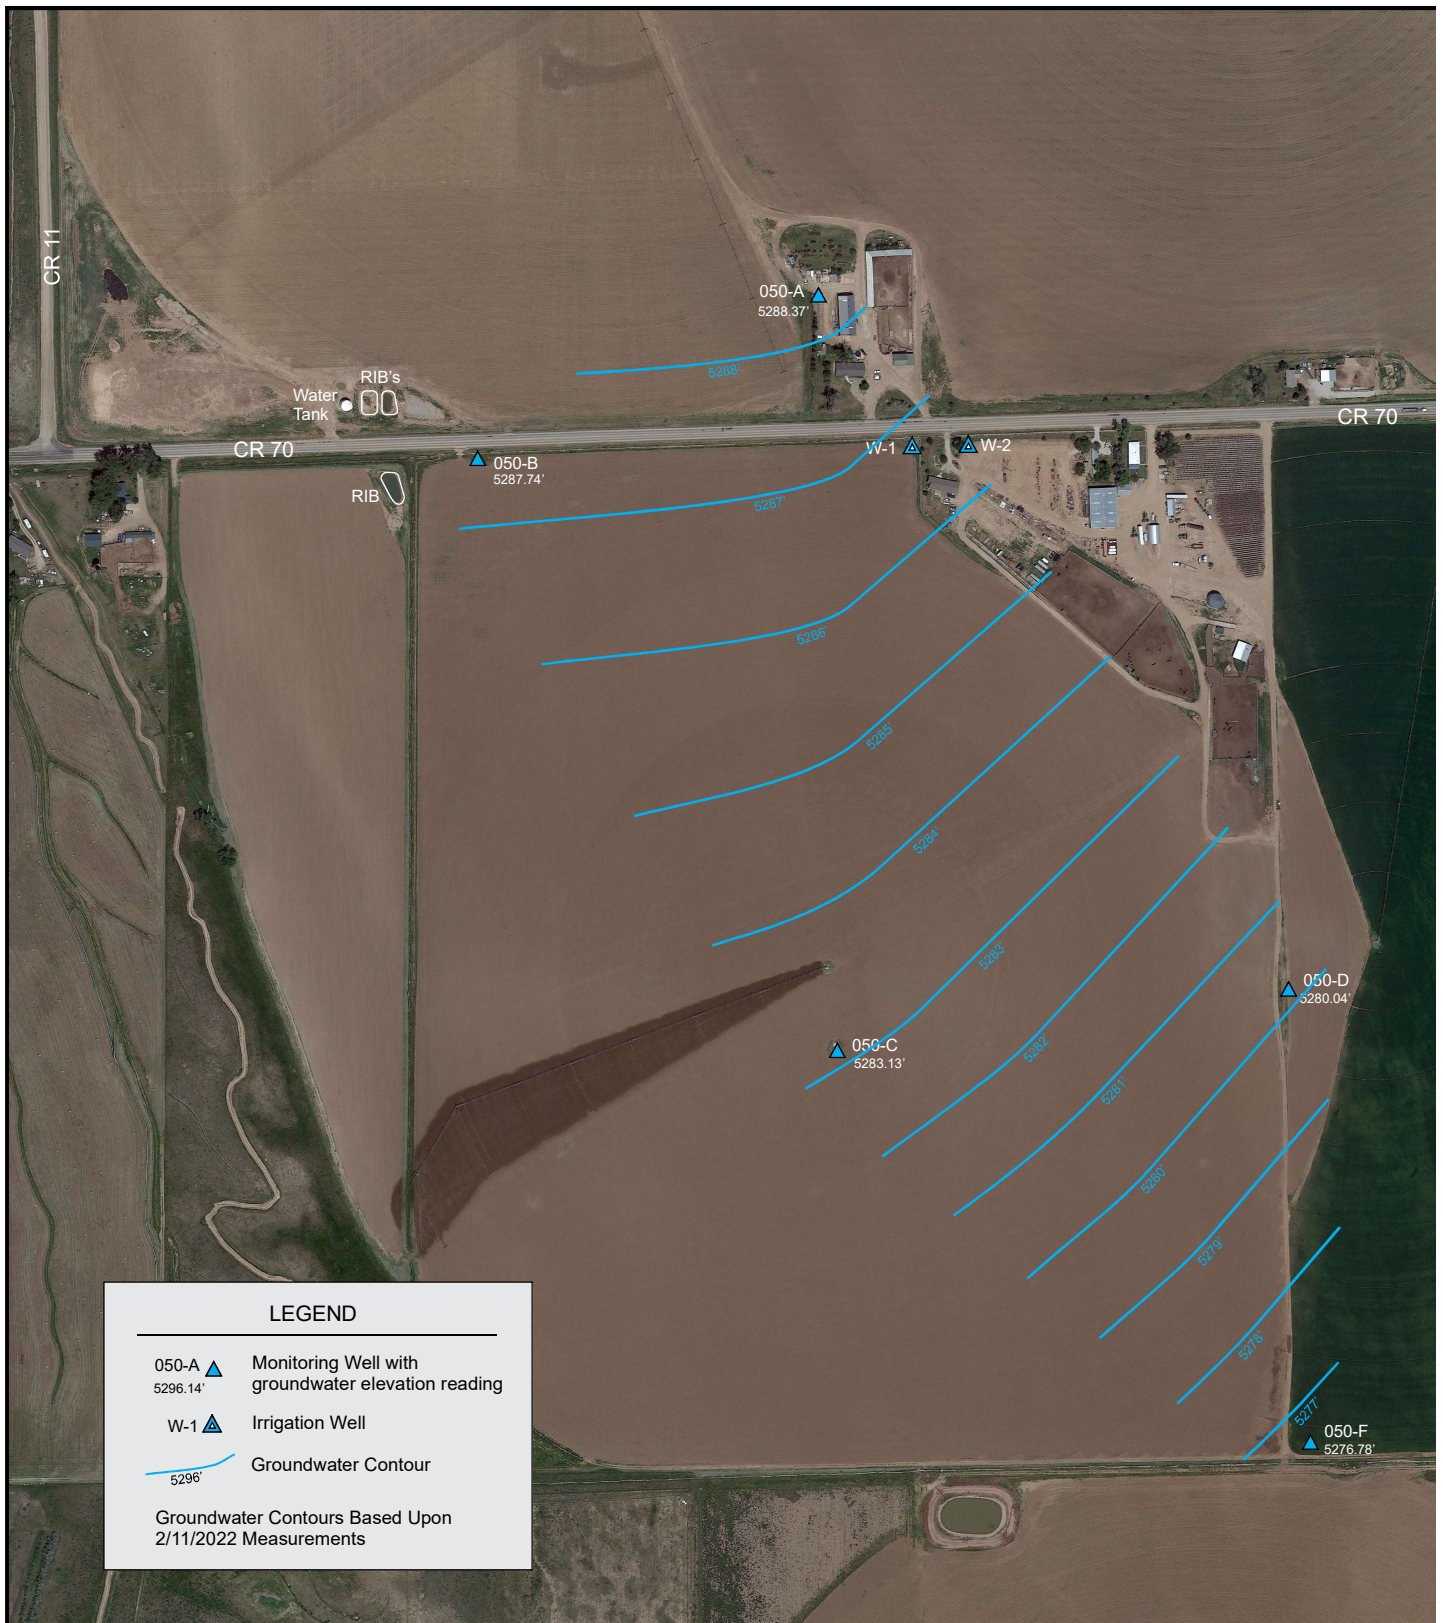 CR 11
050-A
5288.37'
5288'
RIB's
Water
Tank
CR 70
CR 70
050-B
5287.74'
W-1
W-2
RIB
5287'
5286'
5285'
5284'
5283'
050-D
5280.04'
050-C
5283.13'
5282'
5281'
5280'
5279'
5278'
5277'
050-F
5276.78'
LEGEND
050-A
5296.14'
Monitoring Well with
groundwater elevation reading
W-1
Irrigation Well
5296'
Groundwater Contour
Groundwater Contours Based Upon
2/11/2022 Measurements